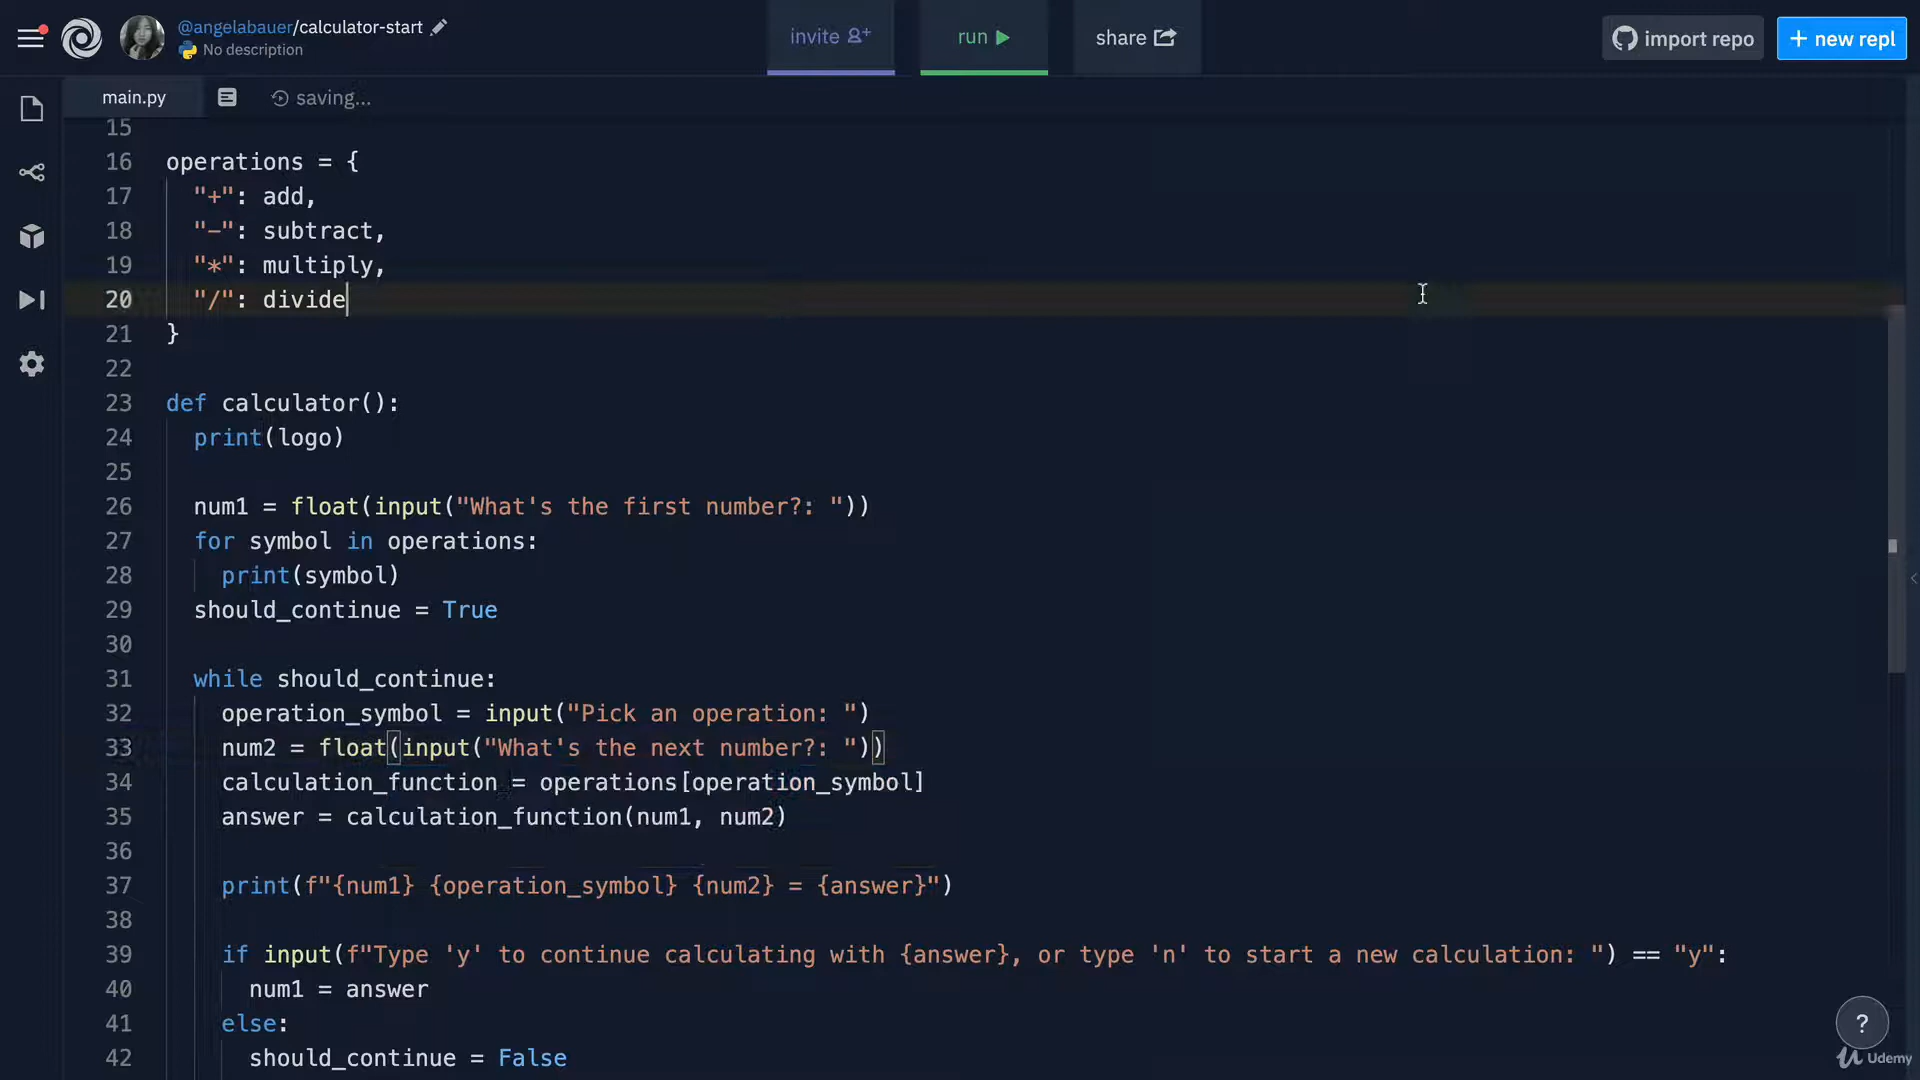 @angelabauer/calculator-start
No description
invite
run
share
import repo
+ new repl
main.py
saving...
15
16 operations = {
17 "+": add,
18 "-": subtract,
19 "*": multiply,
20 "/": divide
21 }
22
23 def calculator():
24 print(logo)
25
26 num1 = float(input("What's the first number?: "))
27 for symbol in operations:
28 print(symbol)
29 should_continue = True
30
31 while should_continue:
32 operation_symbol = input("Pick an operation: ")
33 num2 = float(input("What's the next number?: "))
34 calculation_function = operations[operation_symbol]
35 answer = calculation_function(num1, num2)
36
37 print(f"{num1} {operation_symbol} {num2} = {answer}")
38
39 if input(f"Type 'y' to continue calculating with {answer}, or type 'n' to start a new calculation: ") == "y":
40 num1 = answer
41 else:
42 should_continue = False
?
Udemy